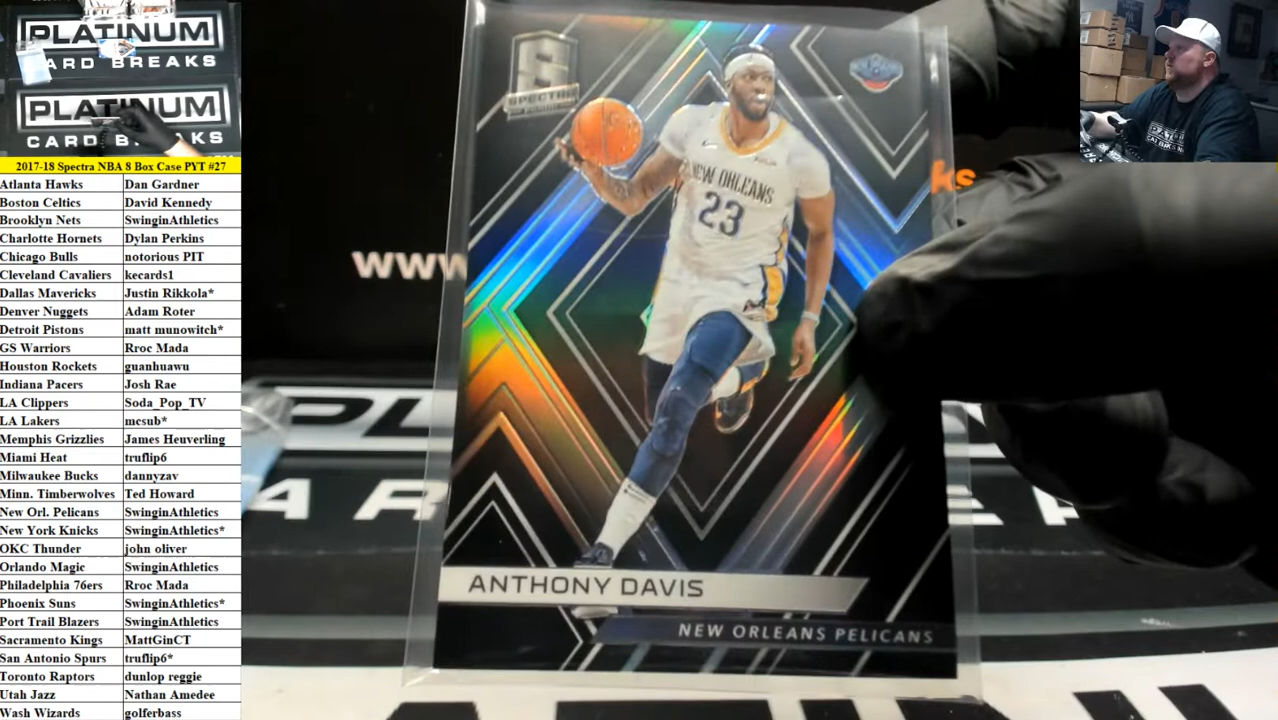 PLATINUM
CARD BREAKS
PLATINUM
CARD BREAKS
2017-18 Spectra NBA 8 Box Case PYT #27
Atlanta Hawks Dan Gardner
Boston Celtics David Kennedy
Brooklyn Nets SwinginAthletics
Charlotte Hornets Dylan Perkins
Chicago Bulls notorious PIT
Cleveland Cavaliers kecards1
Dallas Mavericks Justin Rikkola*
Denver Nuggets Adam Roter
Detroit Pistons matt munowitch*
GS Warriors Rroc Mada
Houston Rockets guanhuawu
Indiana Pacers Josh Rae
LA Clippers Soda_Pop_TV
LA Lakers mcsub*
Memphis Grizzlies James Heuverling
Miami Heat truflip6
Milwaukee Bucks dannyzav
Minn. Timberwolves Ted Howard
New Orl. Pelicans SwinginAthletics
New York Knicks SwinginAthletics*
OKC Thunder john oliver
Orlando Magic SwinginAthletics
Philadelphia 76ers Rroc Mada
Phoenix Suns SwinginAthletics*
Port Trail Blazers SwinginAthletics
Sacramento Kings MattGinCT
San Antonio Spurs truflip6*
Toronto Raptors dunlop reggie
Utah Jazz Nathan Amedee
Wash Wizards golferbass
S
SPECTRA
NEW ORLEANS
23
www
ks
ANTHONY DAVIS
NEW ORLEANS PELICANS